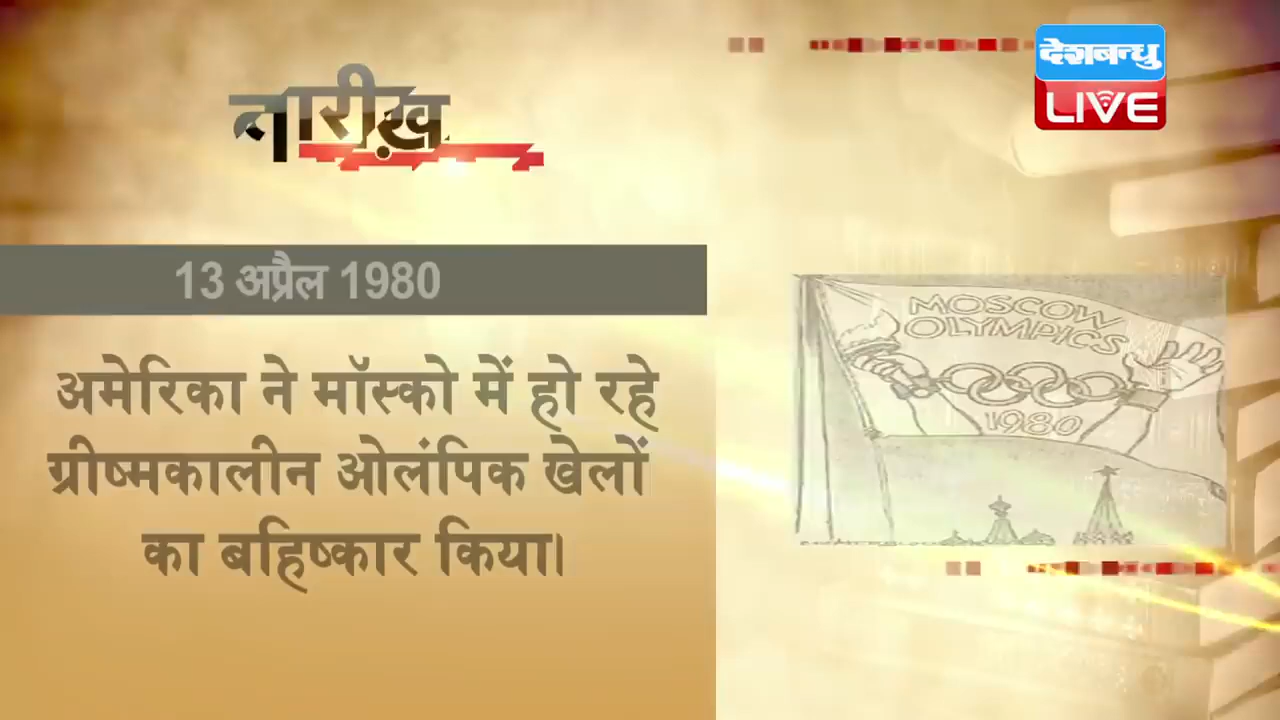 तारीख़
देशबन्धु
LIVE
13 अप्रैल 1980
अमेरिका ने मॉस्को में हो रहे
ग्रीष्मकालीन ओलंपिक खेलों
का बहिष्कार किया।
MOSCOW
OLYMPICS
1980